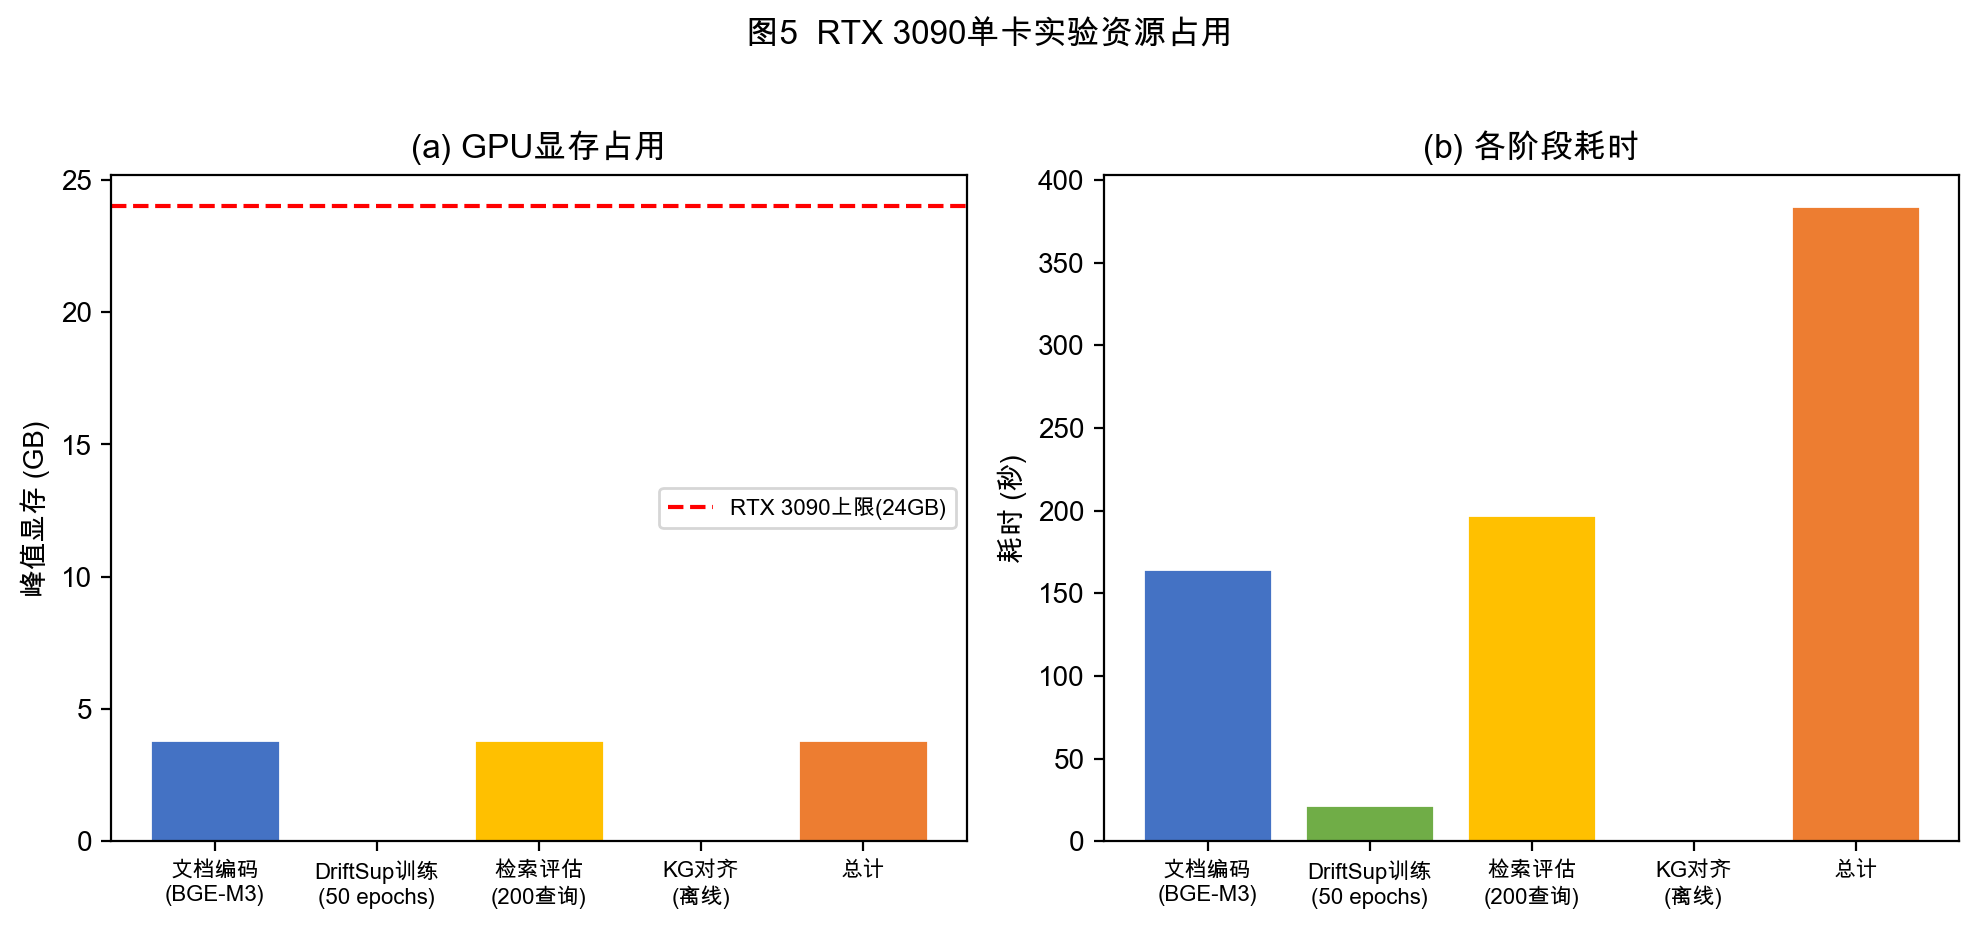 图5  RTX 3090单卡实验资源占用
(a) GPU显存占用
25
20
15
10
5
0
峰值显存 (GB)
RTX 3090上限(24GB)
文档编码
(BGE-M3)
DriftSup训练
(50 epochs)
检索评估
(200查询)
KG对齐
(离线)
总计
(b) 各阶段耗时
400
350
300
250
200
150
100
50
0
耗时 (秒)
文档编码
(BGE-M3)
DriftSup训练
(50 epochs)
检索评估
(200查询)
KG对齐
(离线)
总计